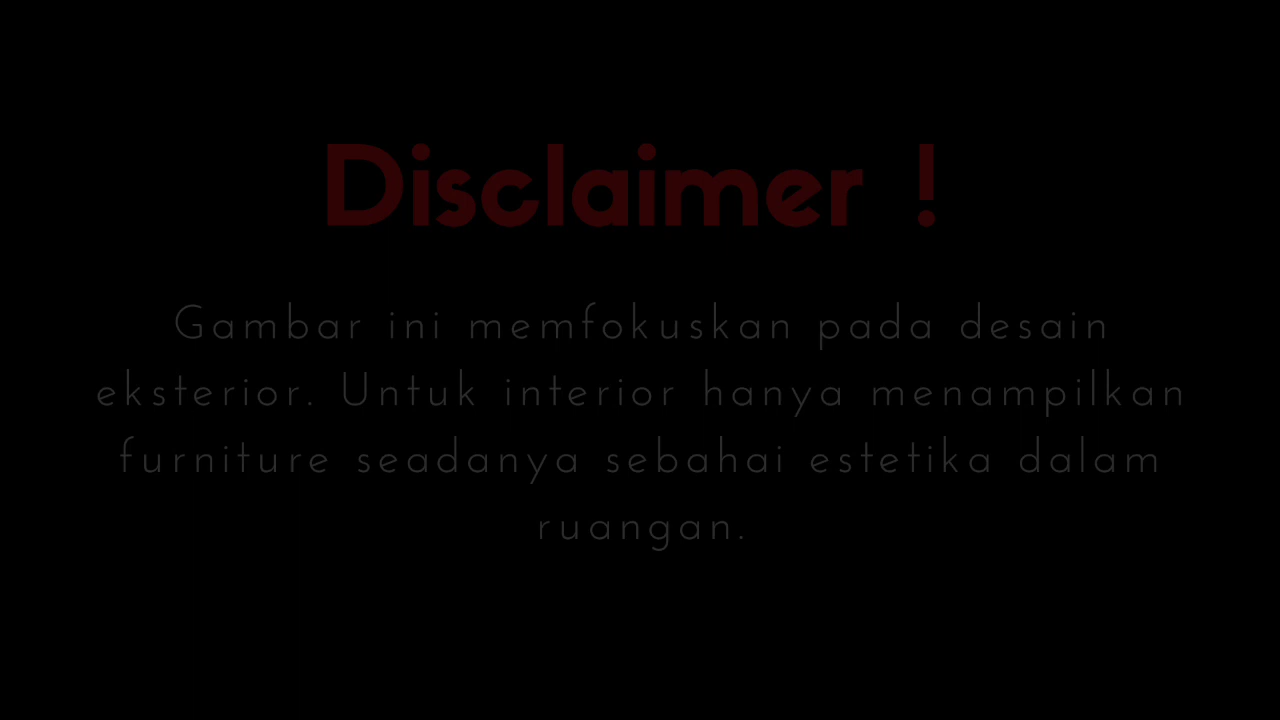 Disclaimer !
Gambar ini memfokuskan pada desain
eksterior. Untuk interior hanya menampilkan
furniture seadanya sebahai estetika dalam
ruangan.